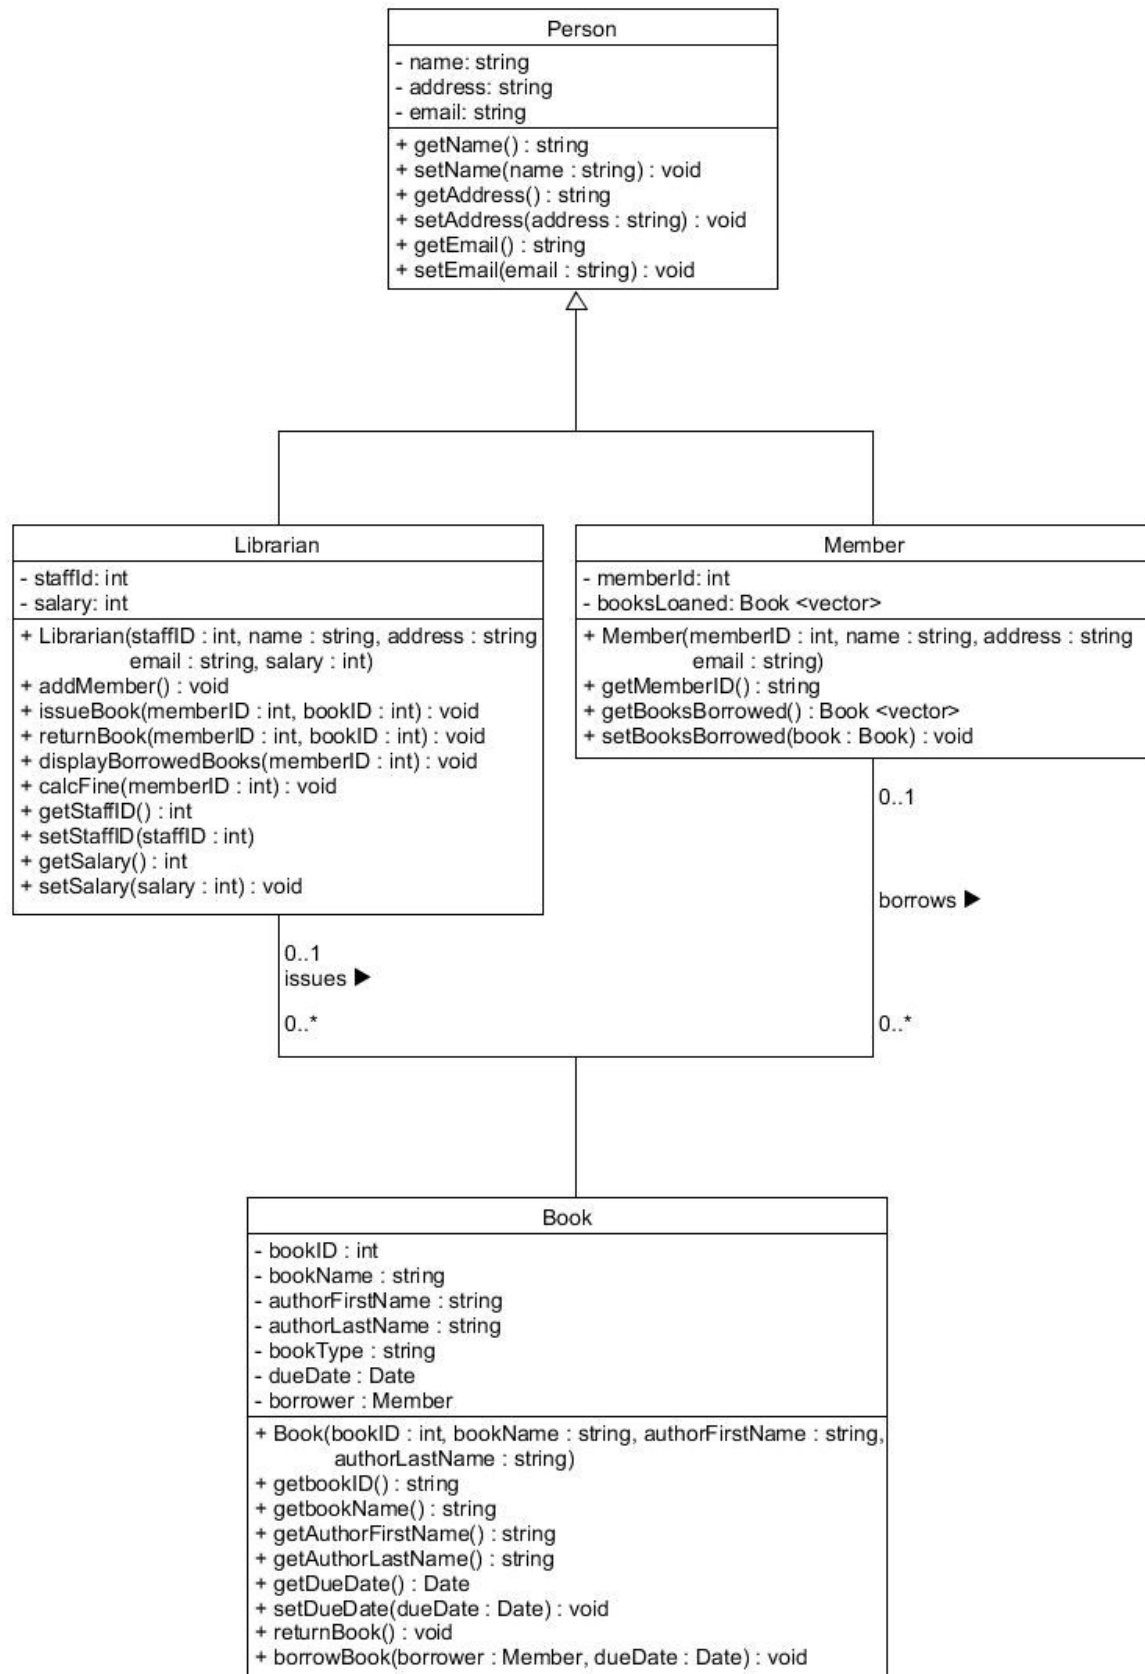 Person
- name: string
- address: string
- email: string
+ getName() : string
+ setName(name : string) : void
+ getAddress() : string
+ setAddress(address : string) : void
+ getEmail() : string
+ setEmail(email : string) : void
Librarian
- staffId: int
- salary: int
+ Librarian(staffID : int, name : string, address : string
email : string, salary : int)
+ addMember() : void
+ issueBook(memberID : int, bookID : int) : void
+ returnBook(memberID : int, bookID : int) : void
+ displayBorrowedBooks(memberID : int) : void
+ calcFine(memberID : int) : void
+ getStaffID() : int
+ setStaffID(staffID : int)
+ getSalary() : int
+ setSalary(salary : int) : void
Member
- memberId: int
- booksLoaned: Book <vector>
+ Member(memberID : int, name : string, address : string
email : string)
+ getMemberID() : string
+ getBooksBorrowed() : Book <vector>
+ setBooksBorrowed(book : Book) : void
0..1
issues ▶
0..*
0..1
borrows ▶
0..*
Book
- bookID : int
- bookName : string
- authorFirstName : string
- authorLastName : string
- bookType : string
- dueDate : Date
- borrower : Member
+ Book(bookID : int, bookName : string, authorFirstName : string,
authorLastName : string)
+ getbookID() : string
+ getbookName() : string
+ getAuthorFirstName() : string
+ getAuthorLastName() : string
+ getDueDate() : Date
+ setDueDate(dueDate : Date) : void
+ returnBook() : void
+ borrowBook(borrower : Member, dueDate : Date) : void